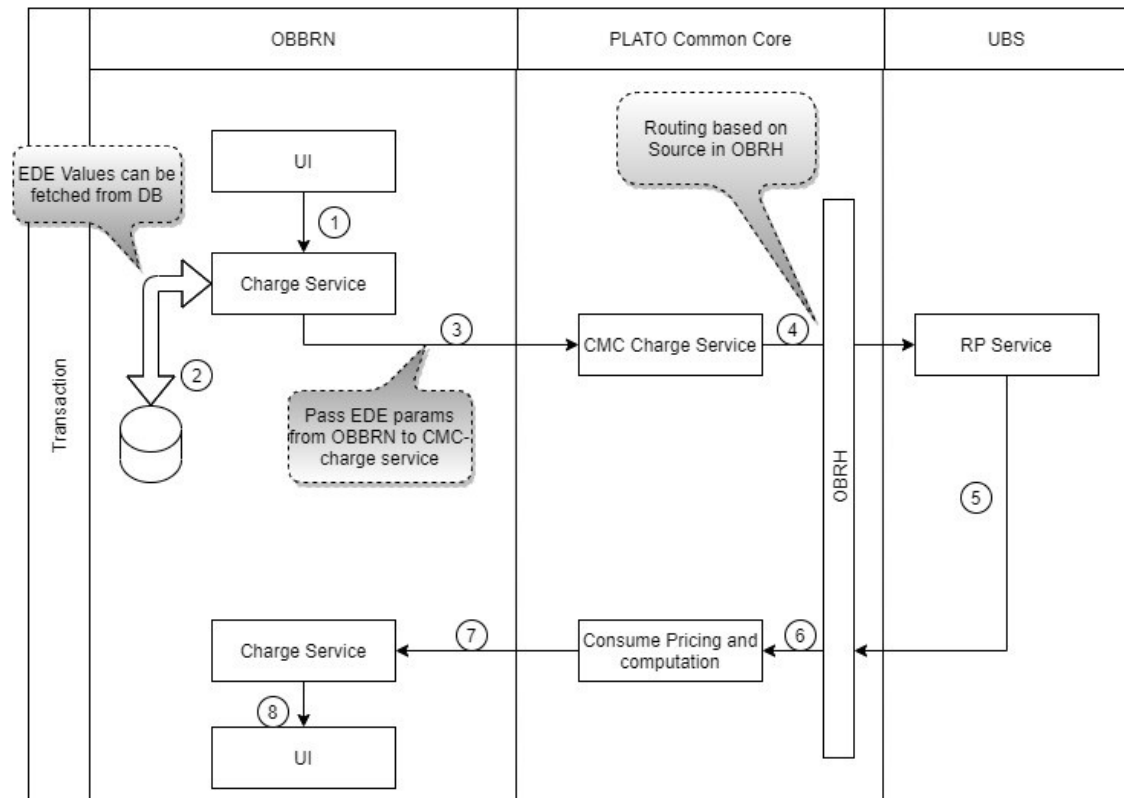 OBBRN
PLATO Common Core
UBS
Transaction
EDE Values can be
fetched from DB
UI
Routing based on
Source in OBRH
1
Charge Service
2
3
CMC Charge Service
4
RP Service
Pass EDE params
from OBBRN to CMC-
charge service
OBRH
5
Charge Service
7
Consume Pricing and
computation
6
8
UI